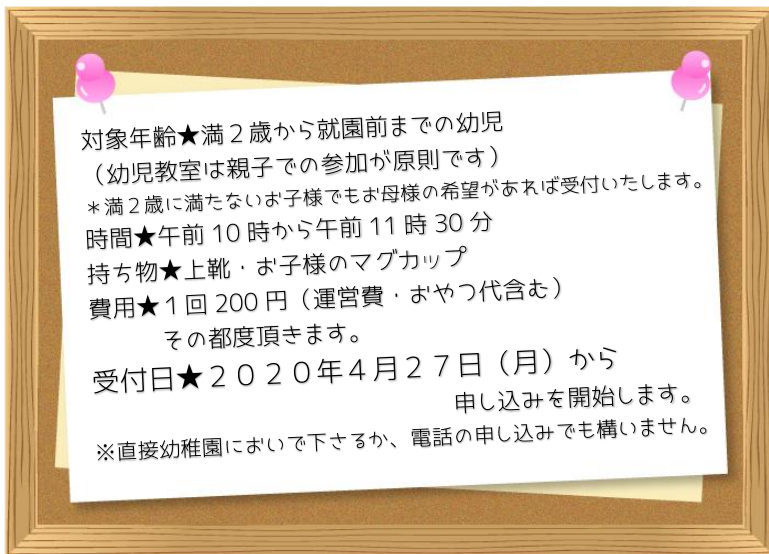 対象年齢★満２歳から就園前までの幼児
（幼児教室は親子での参加が原則です）
＊満２歳に満たないお子様でもお母様の希望があれば受付いたします。
時間★午前 10 時から午前 11 時 30 分
持ち物★上靴・お子様のマグカップ
費用★１回 200 円（運営費・おやつ代含む）
その都度頂きます。
受付日★２０２０年４月２７日（月）から
申し込みを開始します。
※直接幼稚園においで下さるか、電話の申し込みでも構いません。